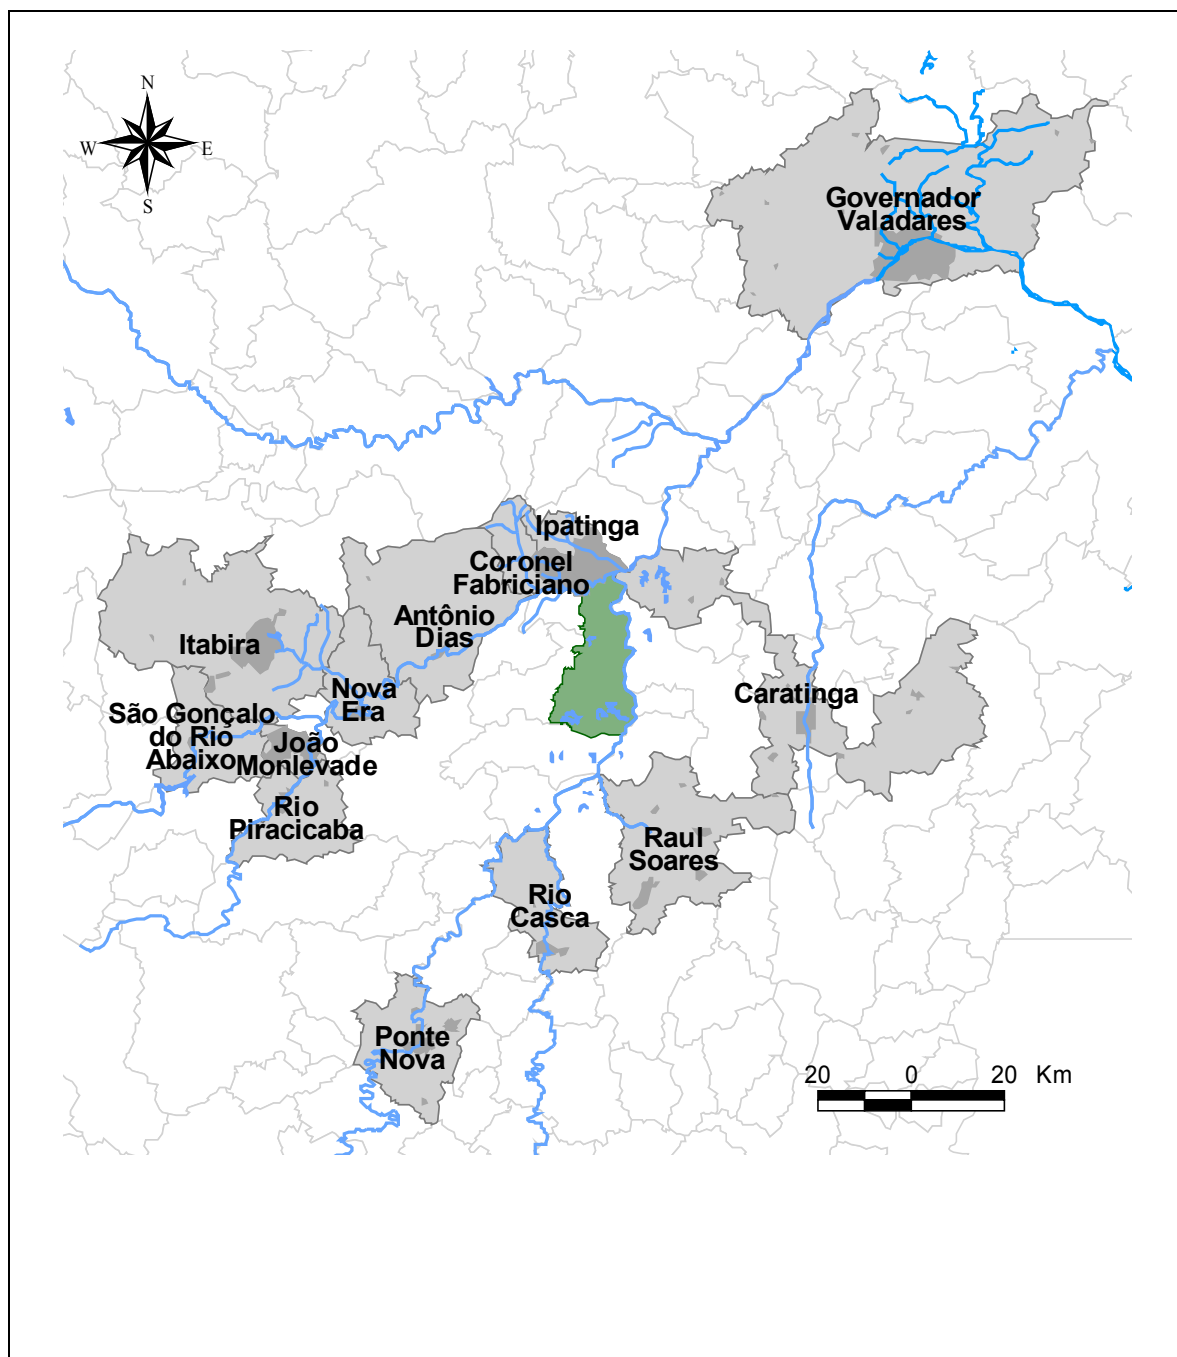 N
W E
S
Governador
Valadares
Ipatinga
Coronel
Fabriciano
Antônio
Dias
Itabira
Nova
Era
Caratinga
São Gonçalo
do Rio
Abaixo
João
Monlevade
Rio
Piracicaba
Raul
Soares
Rio
Casca
Ponte
Nova
20 0 20 Km